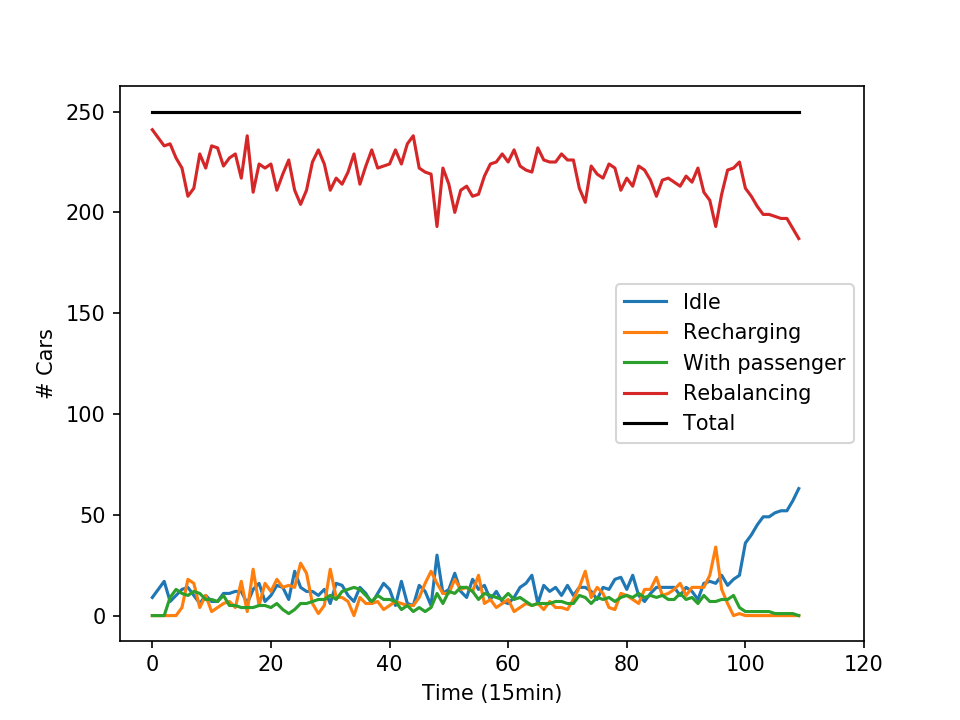 250
200
150
100
50
0
# Cars
Idle
Recharging
With passenger
Rebalancing
Total
0 20 40 60 80 100 120
Time (15min)